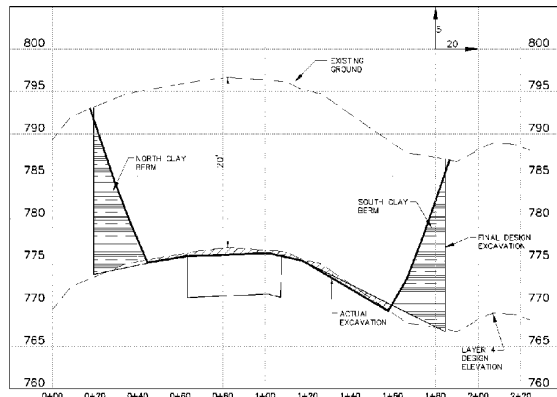 5
20
800
800
EXISTING
GROUND
795
795
790
790
NORTH CLAY
BERM
785
785
20'
SOUTH CLAY
BERM
780
780
FINAL DESIGN
EXCAVATION
775
775
770
770
ACTUAL
EXCAVATION
765
765
LAYER 4
DESIGN
ELEVATION
760
760
0+00
0+20
0+40
0+60
0+80
1+00
1+20
1+40
1+60
1+80
2+00
2+20